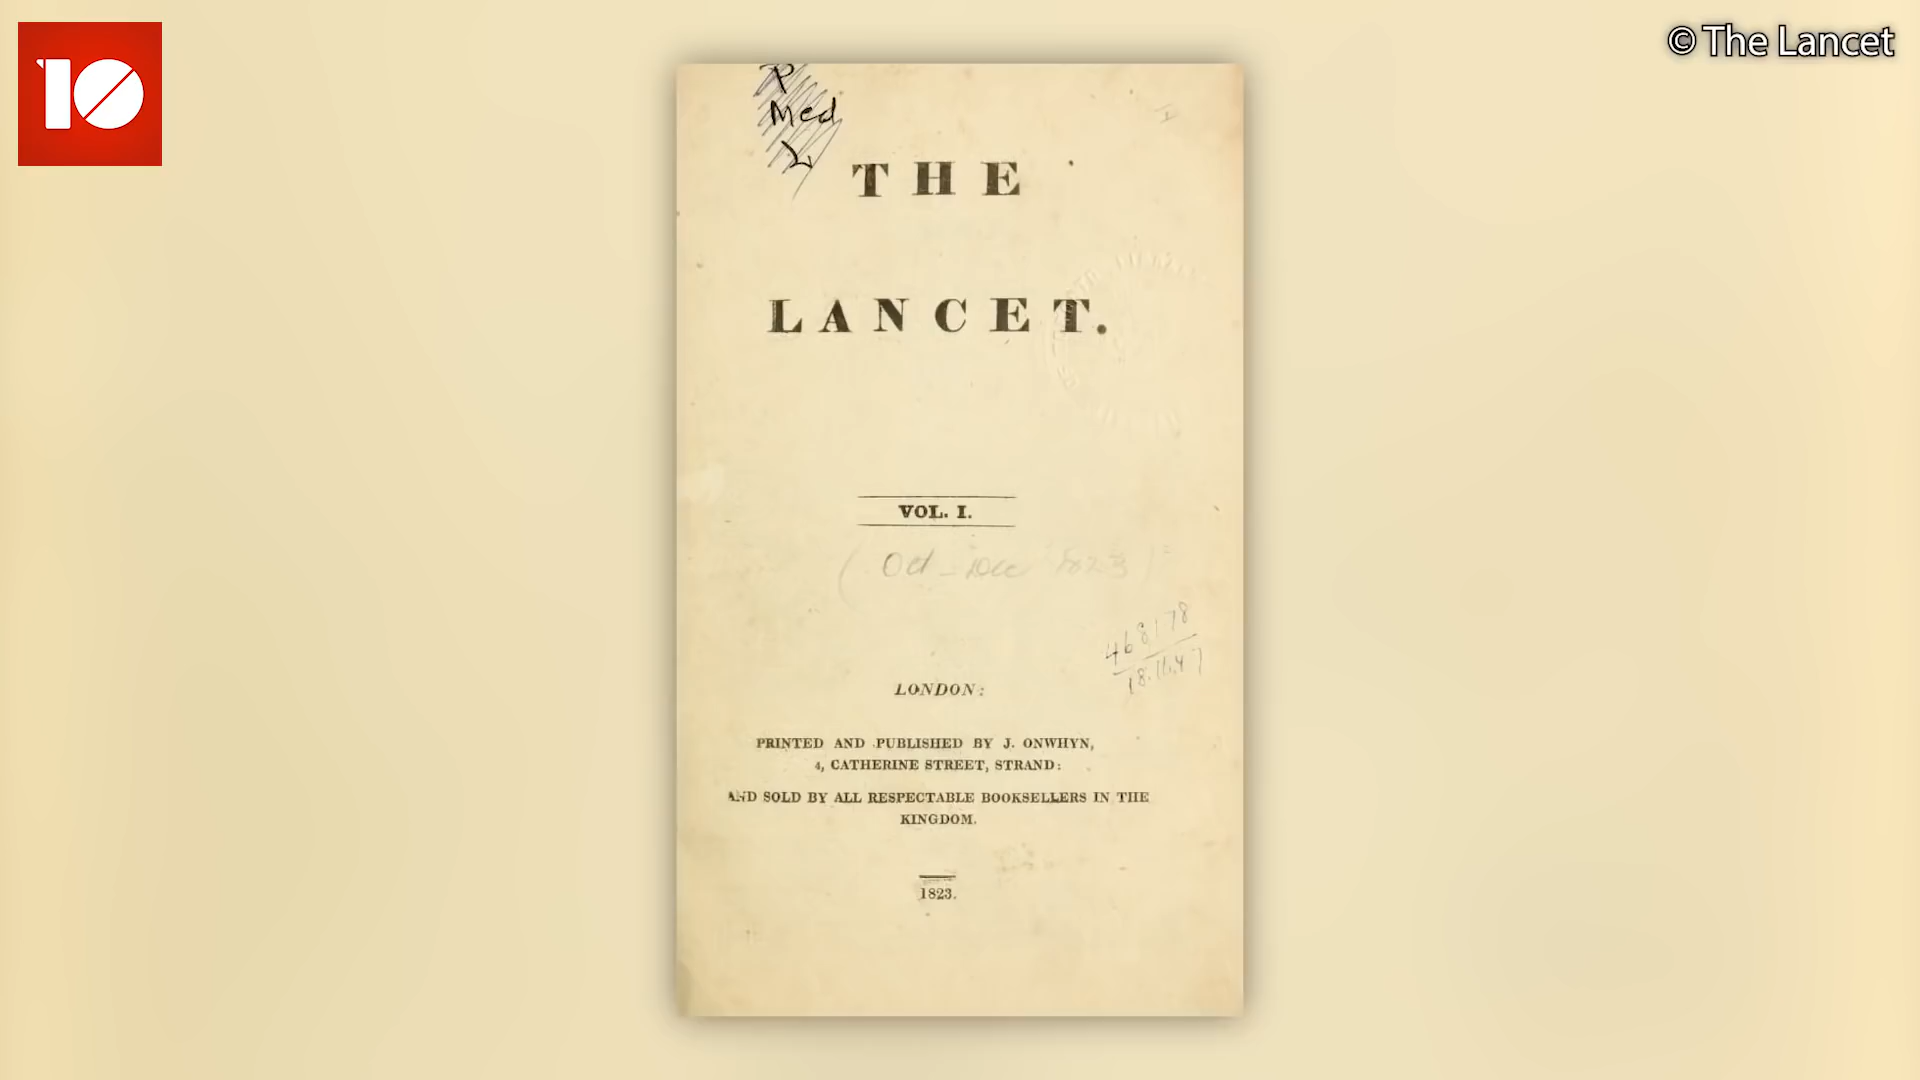 10
© The Lancet
P
Med
L
THE
LANCET.
VOL. I.
(Oct - Dec 1823)
468178
18.11.47
LONDON:
PRINTED AND PUBLISHED BY J. ONWHYN,
4, CATHERINE STREET, STRAND:
AND SOLD BY ALL RESPECTABLE BOOKSELLERS IN THE
KINGDOM.
1823.